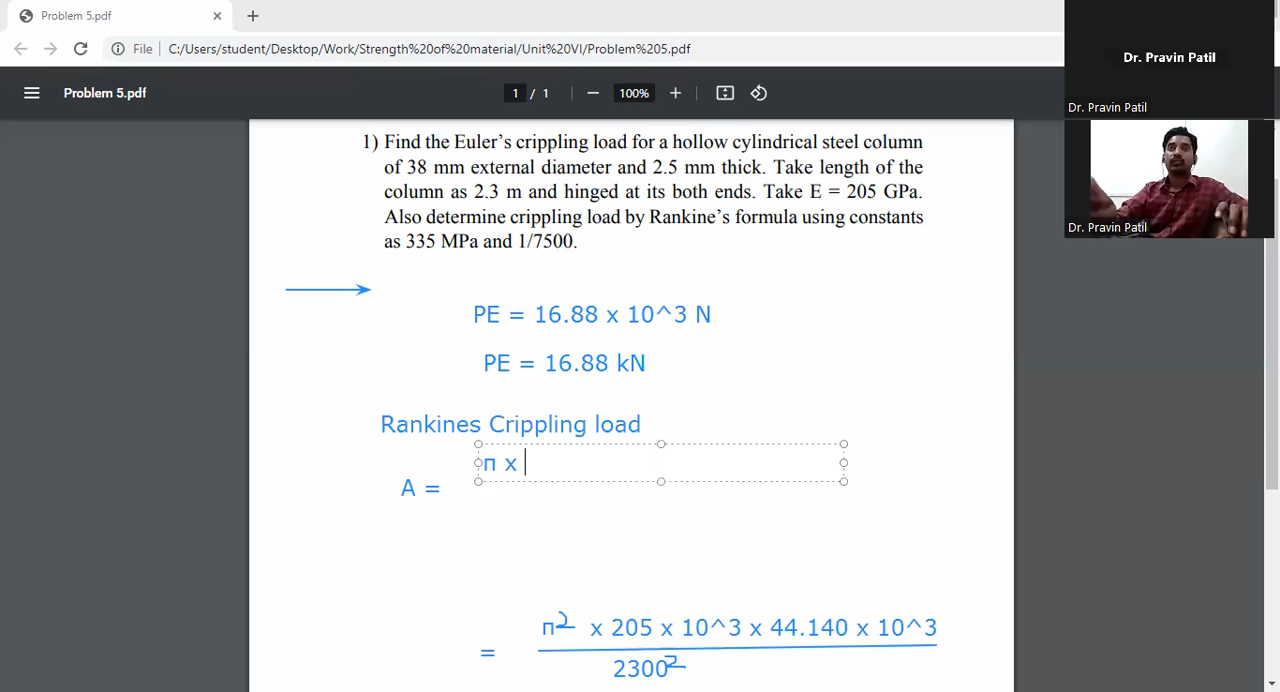 Problem 5.pdf
File
C:/Users/student/Desktop/Work/Strength%20of%20material/Unit%20VI/Problem%205.pdf
Problem 5.pdf
1 / 1
100%
Dr. Pravin Patil
Dr. Pravin Patil
Dr. Pravin Patil
1) Find the Euler's crippling load for a hollow cylindrical steel column
of 38 mm external diameter and 2.5 mm thick. Take length of the
column as 2.3 m and hinged at its both ends. Take E = 205 GPa.
Also determine crippling load by Rankine's formula using constants
as 335 MPa and 1/7500.
PE = 16.88 x 10^3 N
PE = 16.88 kN
Rankines Crippling load
п x
A =
п2 x 205 x 10^3 x 44.140 x 10^3
=
23002